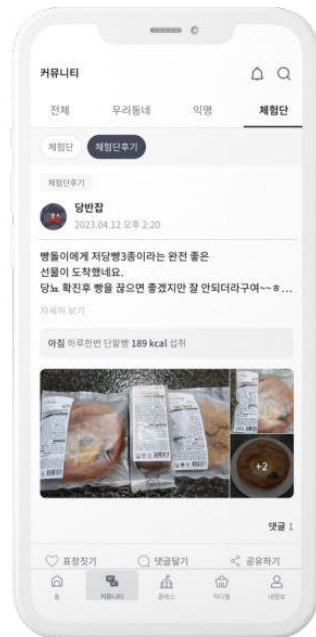 커뮤니티
전체 우리동네 익명 체험단
체험단 체험단후기
체험단후기
당반잡
2023.04.12 오후 2:20
빵돌이에게 저당빵3종이라는 완전 좋은
선물이 도착했네요.
당뇨 확진후 빵을 끊으면 좋겠지만 잘 안되더라구여~~ㅎ...
자세히 보기
아침 하루한번 단팥빵 189 kcal 섭취
+2
댓글 1
표정짓기 댓글달기 공유하기
홈 커뮤니티 클래스 닥다몰 내정보